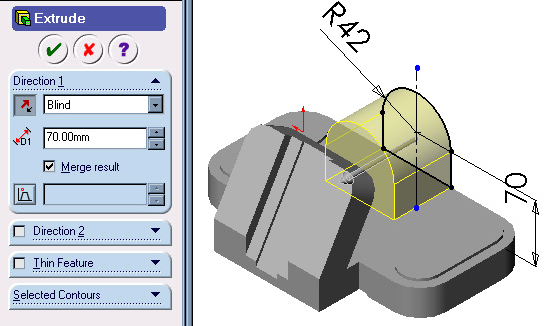 Extrude
?
Direction 1
Blind
D1
70.00mm
Merge result
Direction 2
Thin Feature
Selected Contours
R42
70